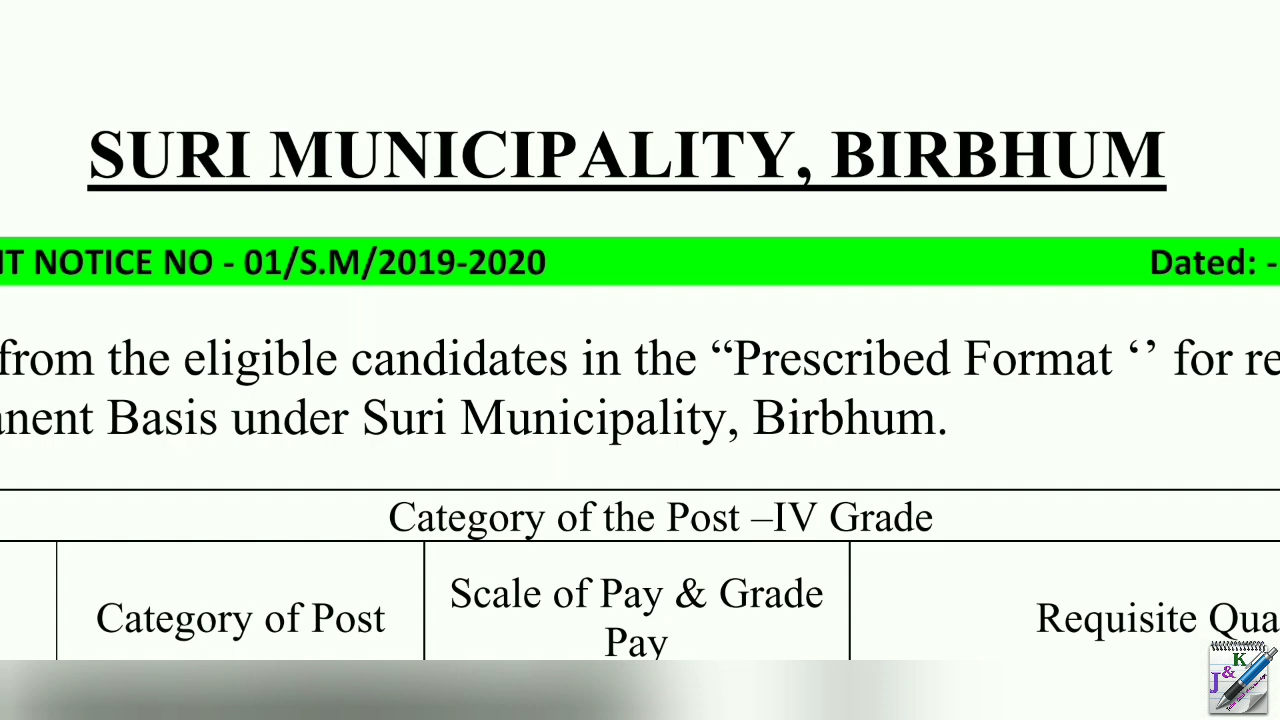 SURI MUNICIPALITY, BIRBHUM
NT NOTICE NO - 01/S.M/2019-2020 Dated: -
from the eligible candidates in the “Prescribed Format ‘’ for re
anent Basis under Suri Municipality, Birbhum.
Category of the Post –IV Grade
Category of Post
Scale of Pay & Grade
Pay
Requisite Qua
J&K